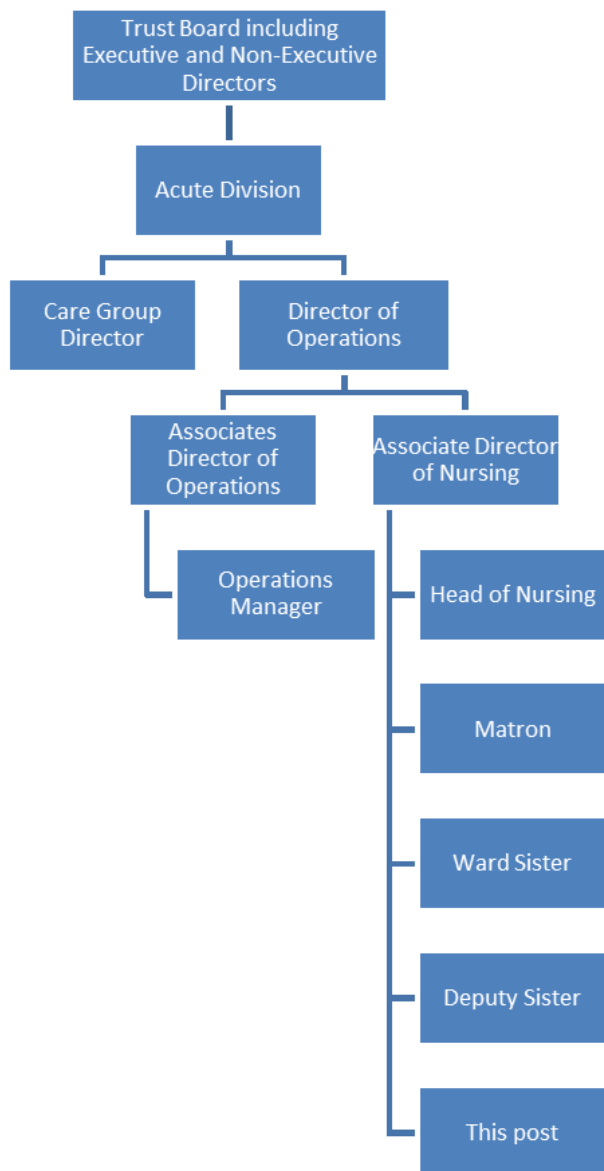 Trust Board including
Executive and Non-Executive
Directors
Acute Division
Care Group
Director
Director of
Operations
Associates
Director of
Operations
Associate Director
of Nursing
Operations
Manager
Head of Nursing
Matron
Ward Sister
Deputy Sister
This post